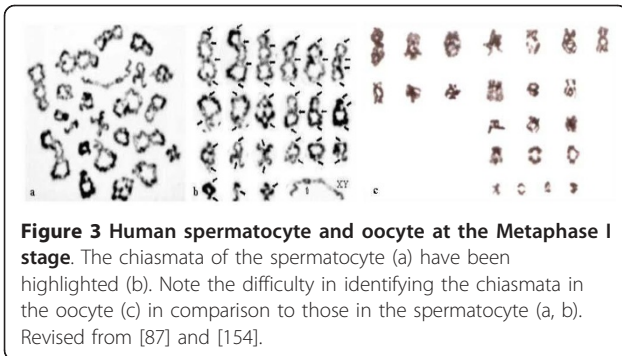 a
b
XY
c
Figure 3 Human spermatocyte and oocyte at the Metaphase I
stage. The chiasmata of the spermatocyte (a) have been
highlighted (b). Note the difficulty in identifying the chiasmata in
the oocyte (c) in comparison to those in the spermatocyte (a, b).
Revised from [87] and [154].